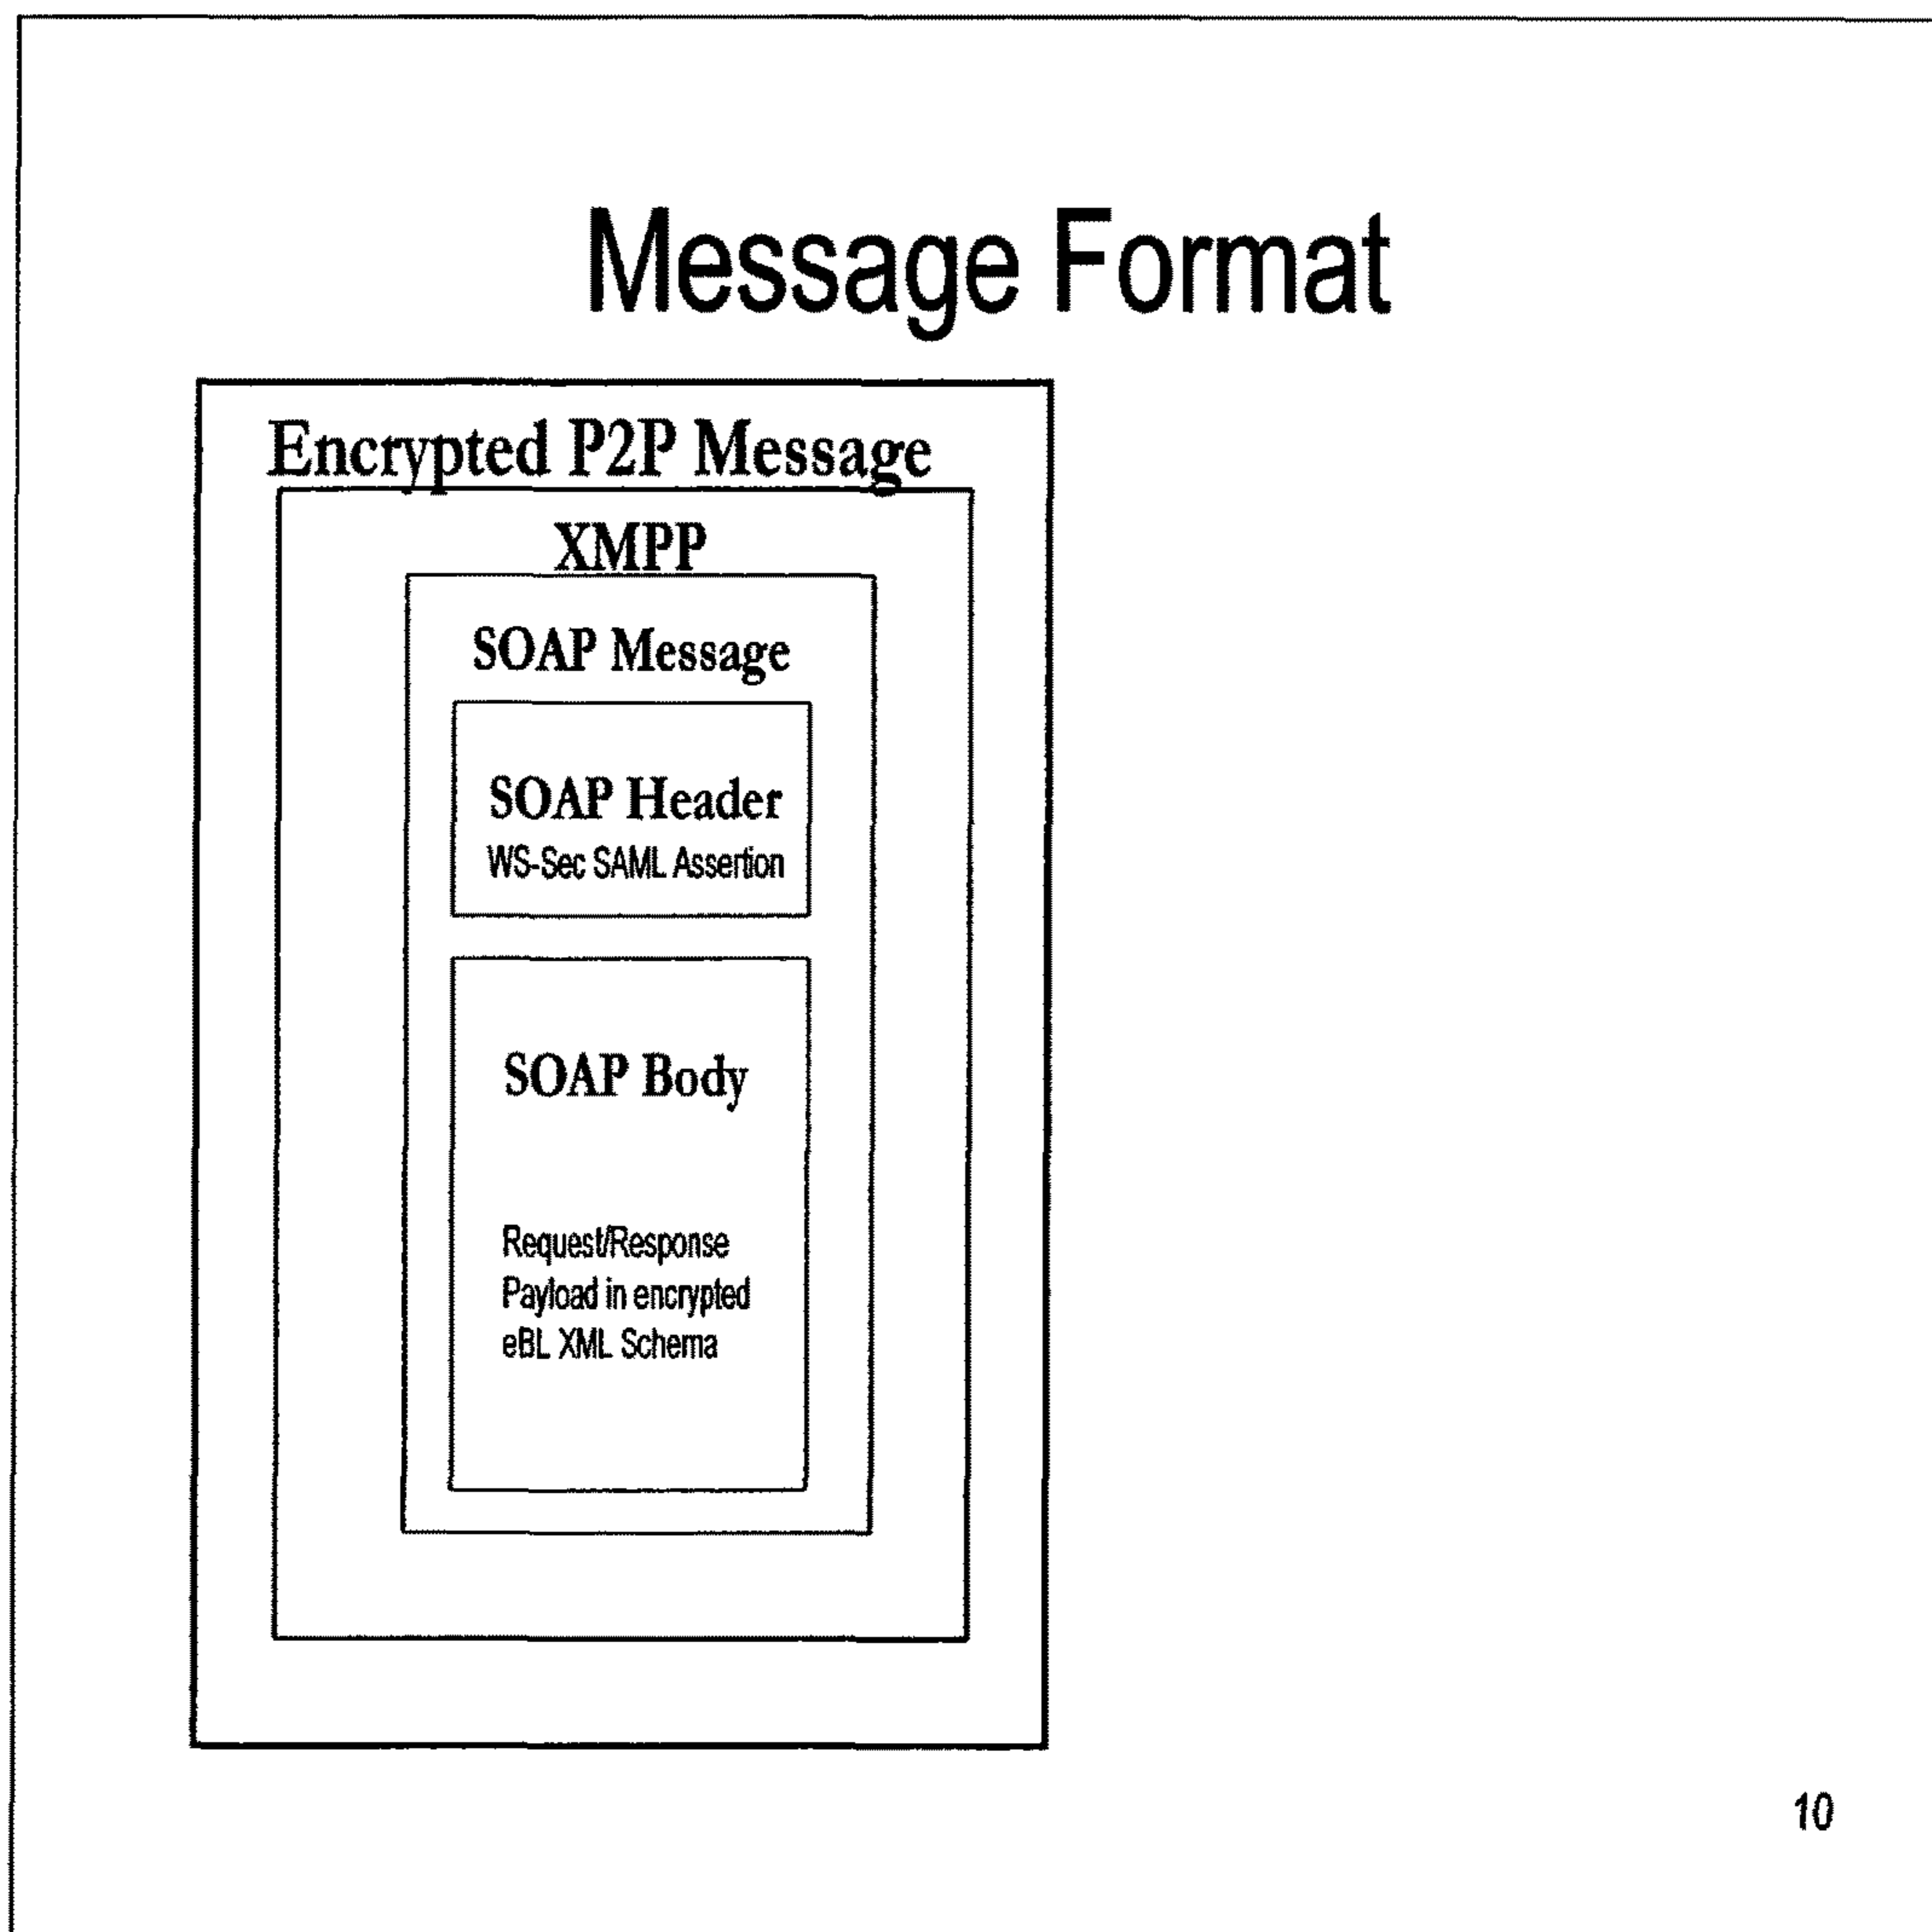 Message Format
Encrypted P2P Message
XMPP
SOAP Message
SOAP Header
WS-Sec SAML Assertion
SOAP Body
Request/Response
Payload in encrypted
eBL XML Schema
10